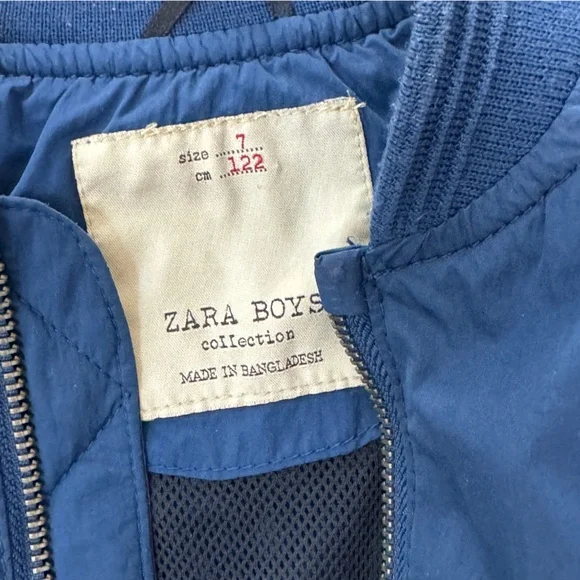 size 7
cm 122
ZARA BOYS
collection
MADE IN BANGLADESH